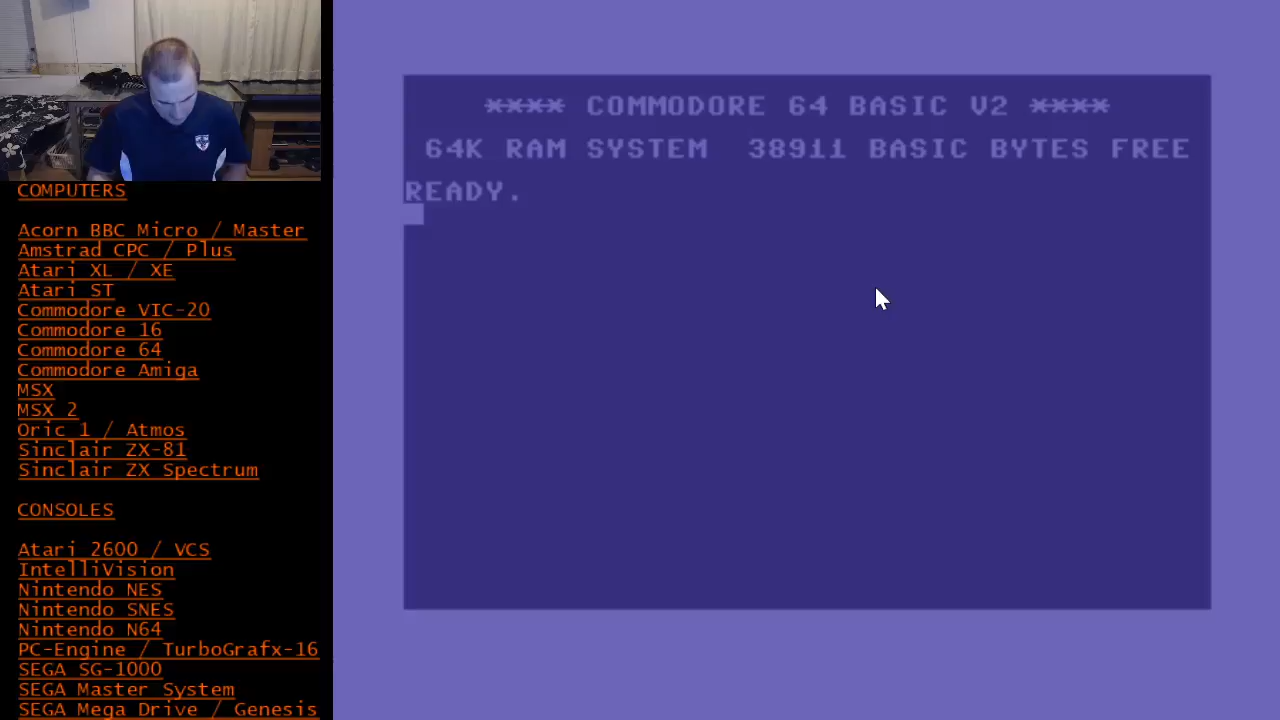 COMPUTERS
Acorn BBC Micro / Master
Amstrad CPC / Plus
Atari XL / XE
Atari ST
Commodore VIC-20
Commodore 16
Commodore 64
Commodore Amiga
MSX
MSX 2
Oric 1 / Atmos
Sinclair ZX-81
Sinclair ZX Spectrum
CONSOLES
Atari 2600 / VCS
IntelliVision
Nintendo NES
Nintendo SNES
Nintendo N64
PC-Engine / TurboGrafx-16
SEGA SG-1000
SEGA Master System
SEGA Mega Drive / Genesis
**** COMMODORE 64 BASIC V2 ****
64K RAM SYSTEM 38911 BASIC BYTES FREE
READY.